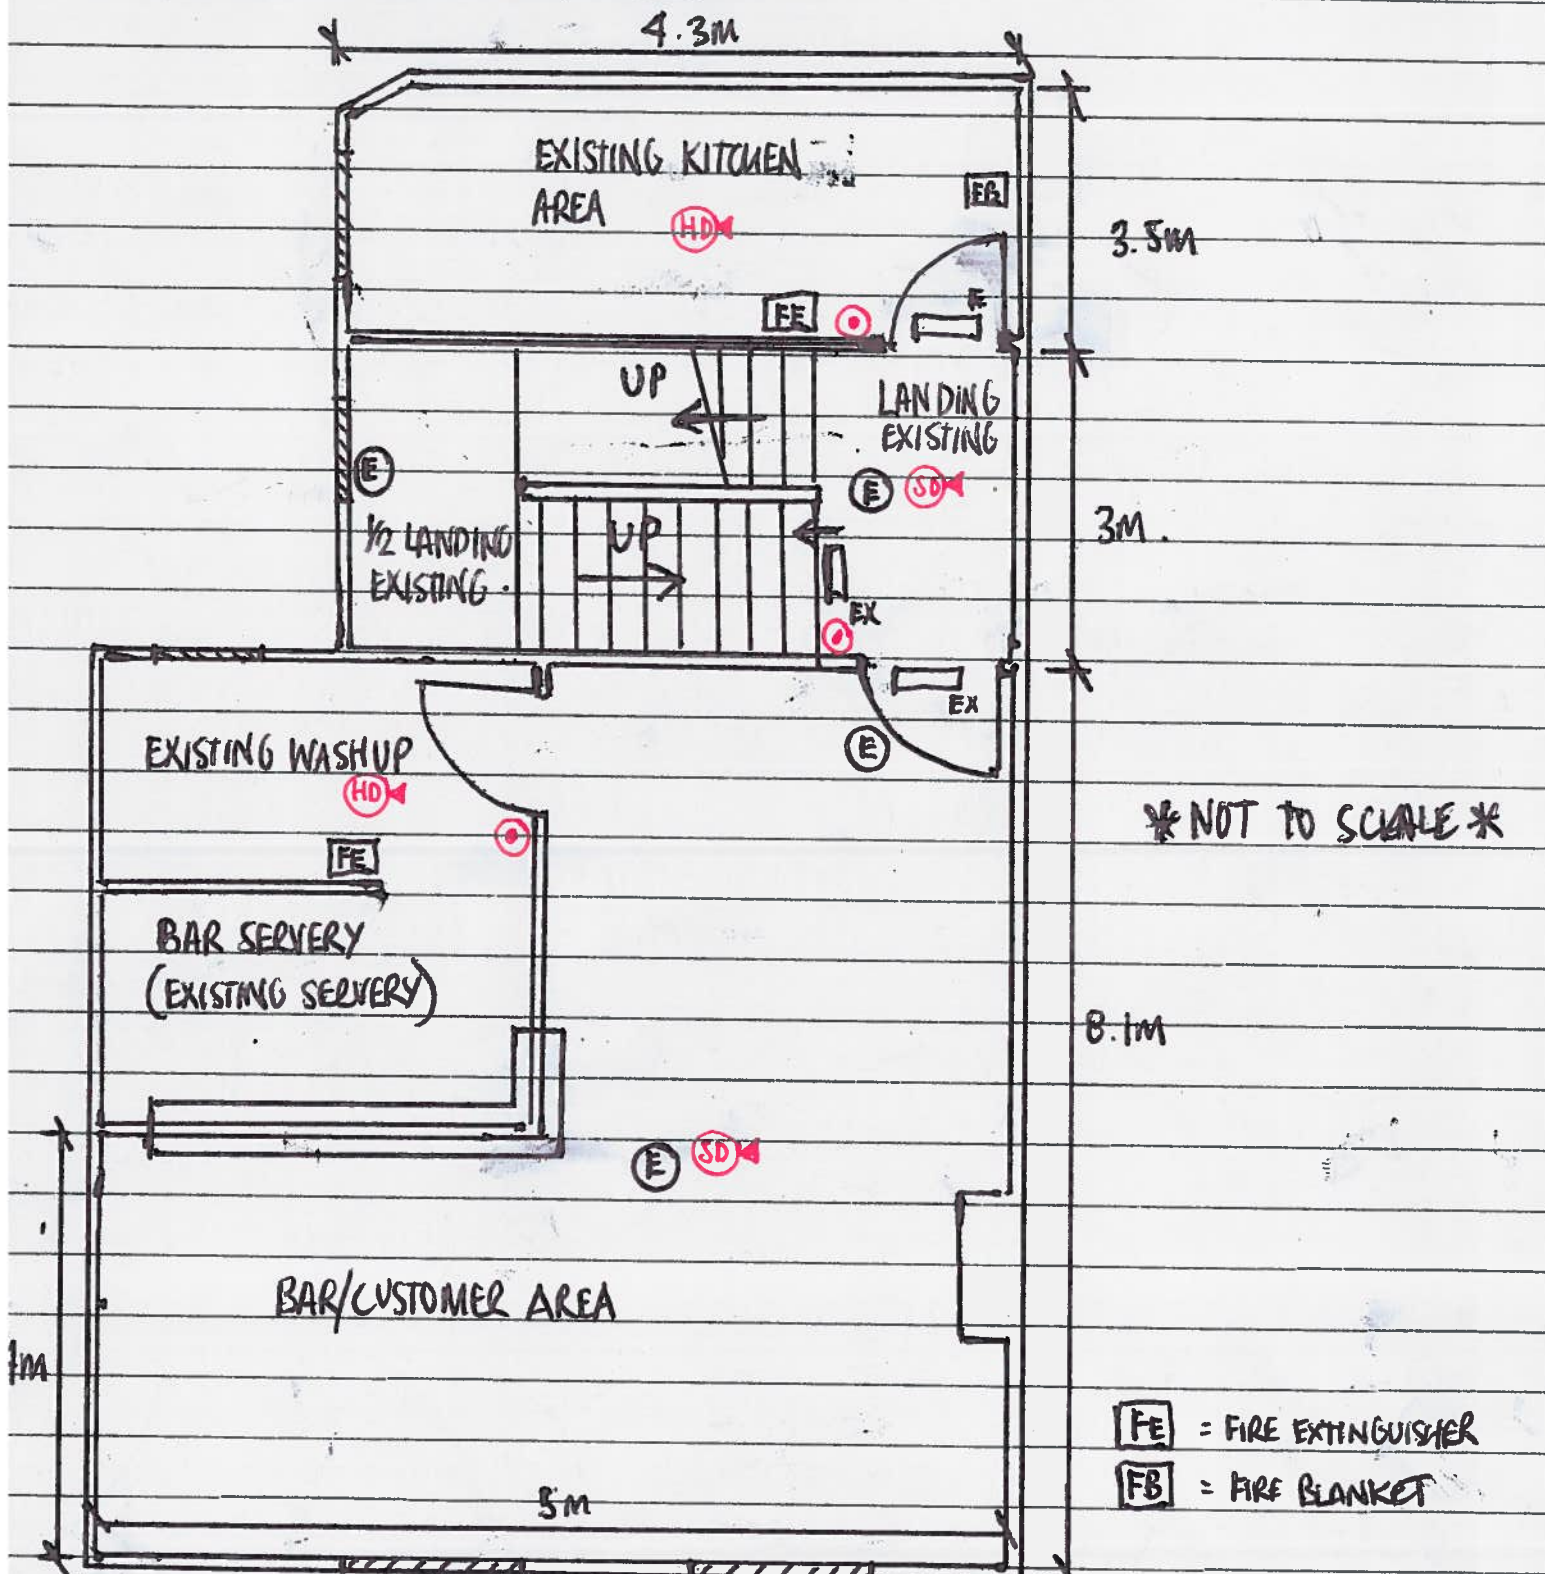 4.3M
EXISTING KITCHEN
AREA
FB
HD
3.5M
FE
E
UP
LANDING
EXISTING
E
E
SD
1/2 LANDING
EXISTING
UP
3M.
EX
EX
E
EXISTING WASHUP
HD
* NOT TO SCALE *
FE
BAR SERVERY
(EXISTING SERVERY)
8.1M
E
SD
BAR/CUSTOMER AREA
FE = FIRE EXTINGUISHER
FB = FIRE BLANKET
5M